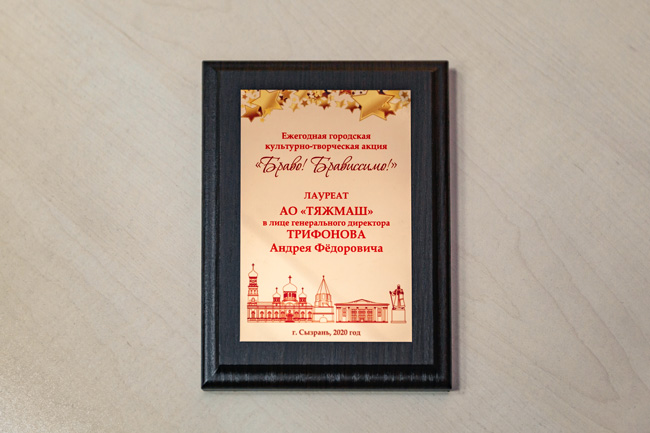 Ежегодная городская
культурно-творческая акция
«Браво! Брависсимо!»
ЛАУРЕАТ
АО «ТЯЖМАШ»
в лице генерального директора
ТРИФОНОВА
Андрея Фёдоровича
г. Сызрань, 2020 год